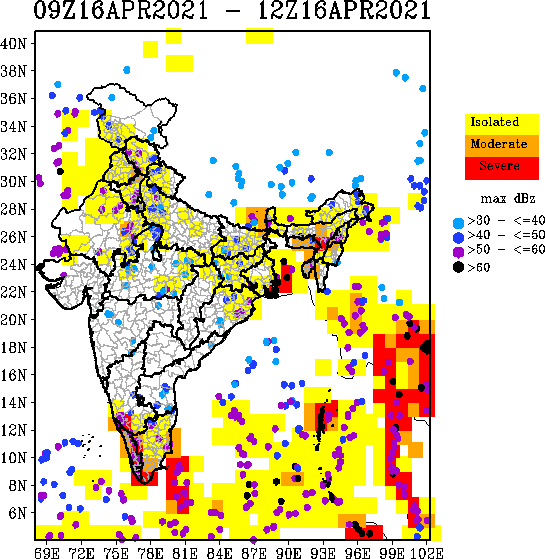 09Z16APR2021 - 12Z16APR2021
40N
38N
36N
34N
32N
30N
28N
26N
24N
22N
20N
18N
16N
14N
12N
10N
8N
6N
69E 72E 75E 78E 81E 84E 87E 90E 93E 96E 99E 102E
Isolated
Moderate
Severe
max dBz
>30 - <=40
>40 - <=50
>50 - <=60
>60